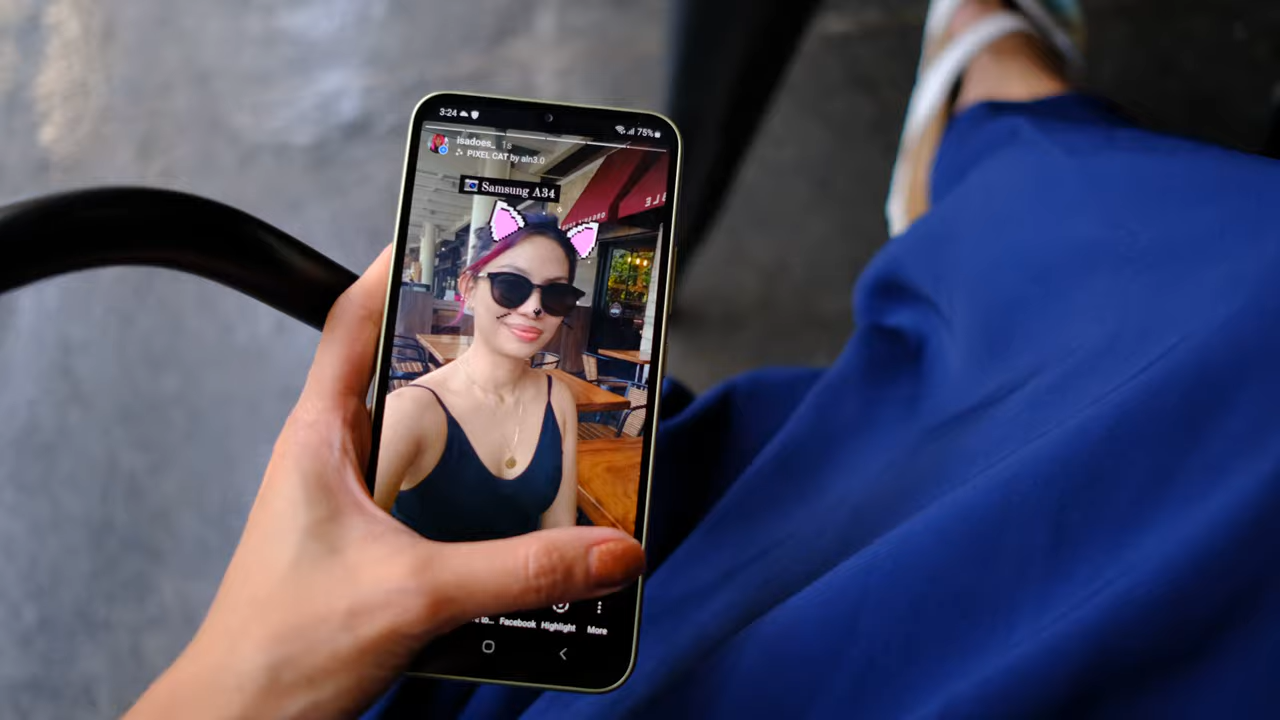 3:24
75%
isadoes_ 1s
PIXEL CAT by aln3.0
Samsung A34
Facebook
Highlight
More